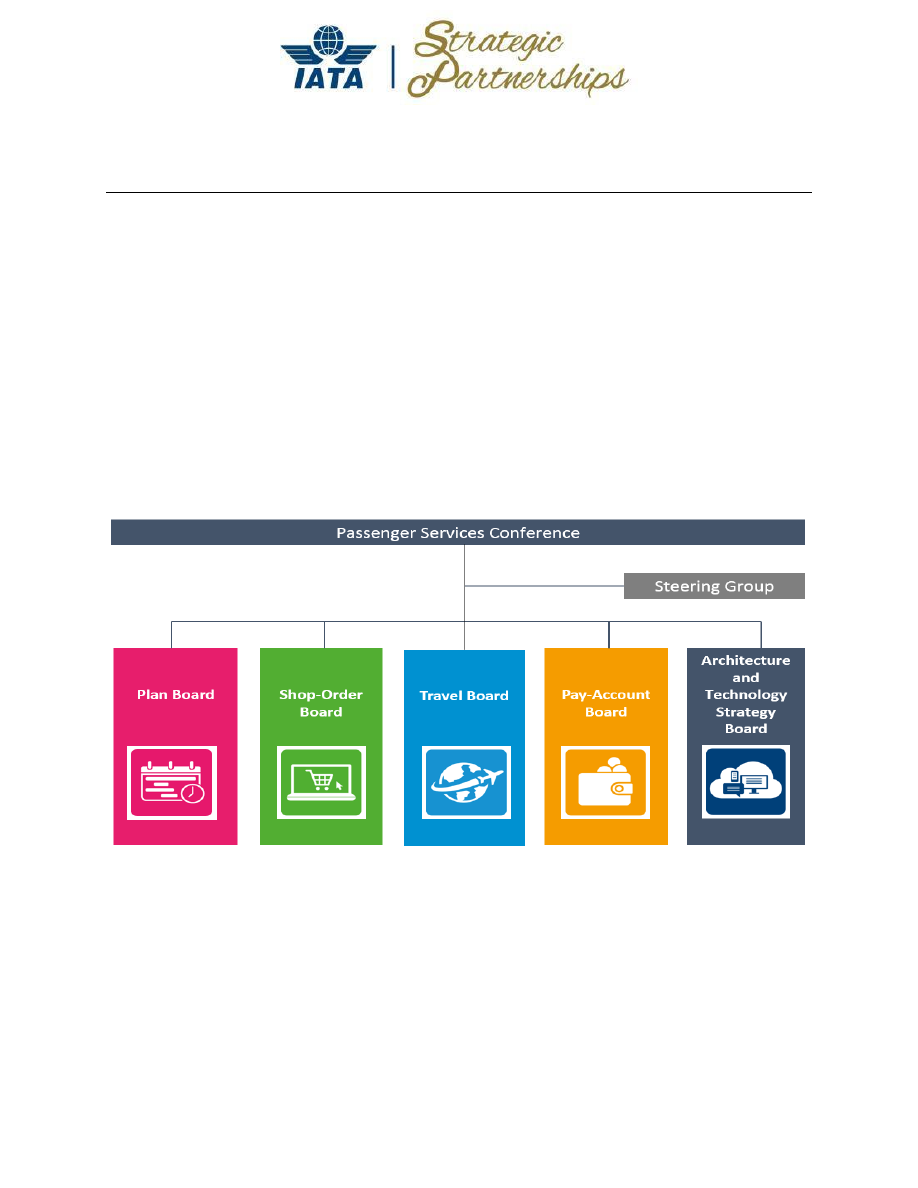 IATA
Strategic
Partnerships
Passenger Services Conference
Steering Group
Plan Board
Shop-Order
Board
Travel Board
Pay-Account
Board
Architecture
and
Technology
Strategy
Board